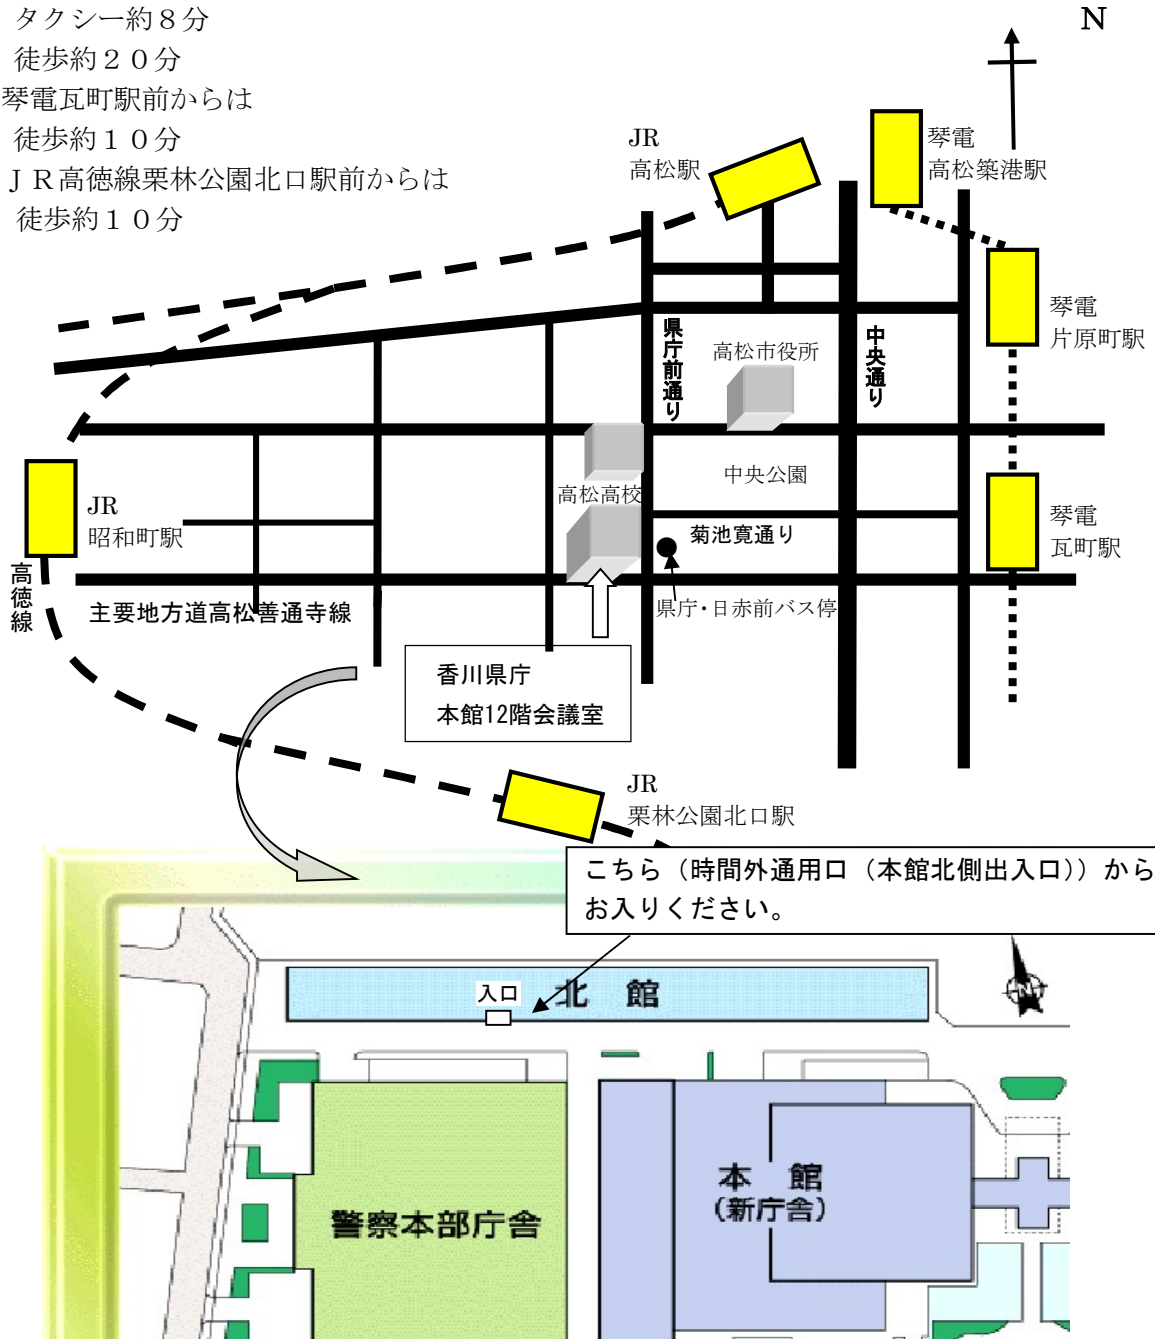 タクシー約８分
徒歩約２０分
琴電瓦町駅前からは
徒歩約１０分
ＪＲ高徳線栗林公園北口駅前からは
徒歩約１０分
N
JR
高松駅
琴電
高松築港駅
琴電
片原町駅
県庁前通り
高松市役所
中央通り
中央公園
高松高校
JR
昭和町駅
菊池寛通り
琴電
瓦町駅
高徳線
主要地方道高松善通寺線
県庁・日赤前バス停
香川県庁
本館12階会議室
JR
栗林公園北口駅
こちら（時間外通用口（本館北側出入口））から
お入りください。
入口
北 館
本 館
（新庁舎）
警察本部庁舎